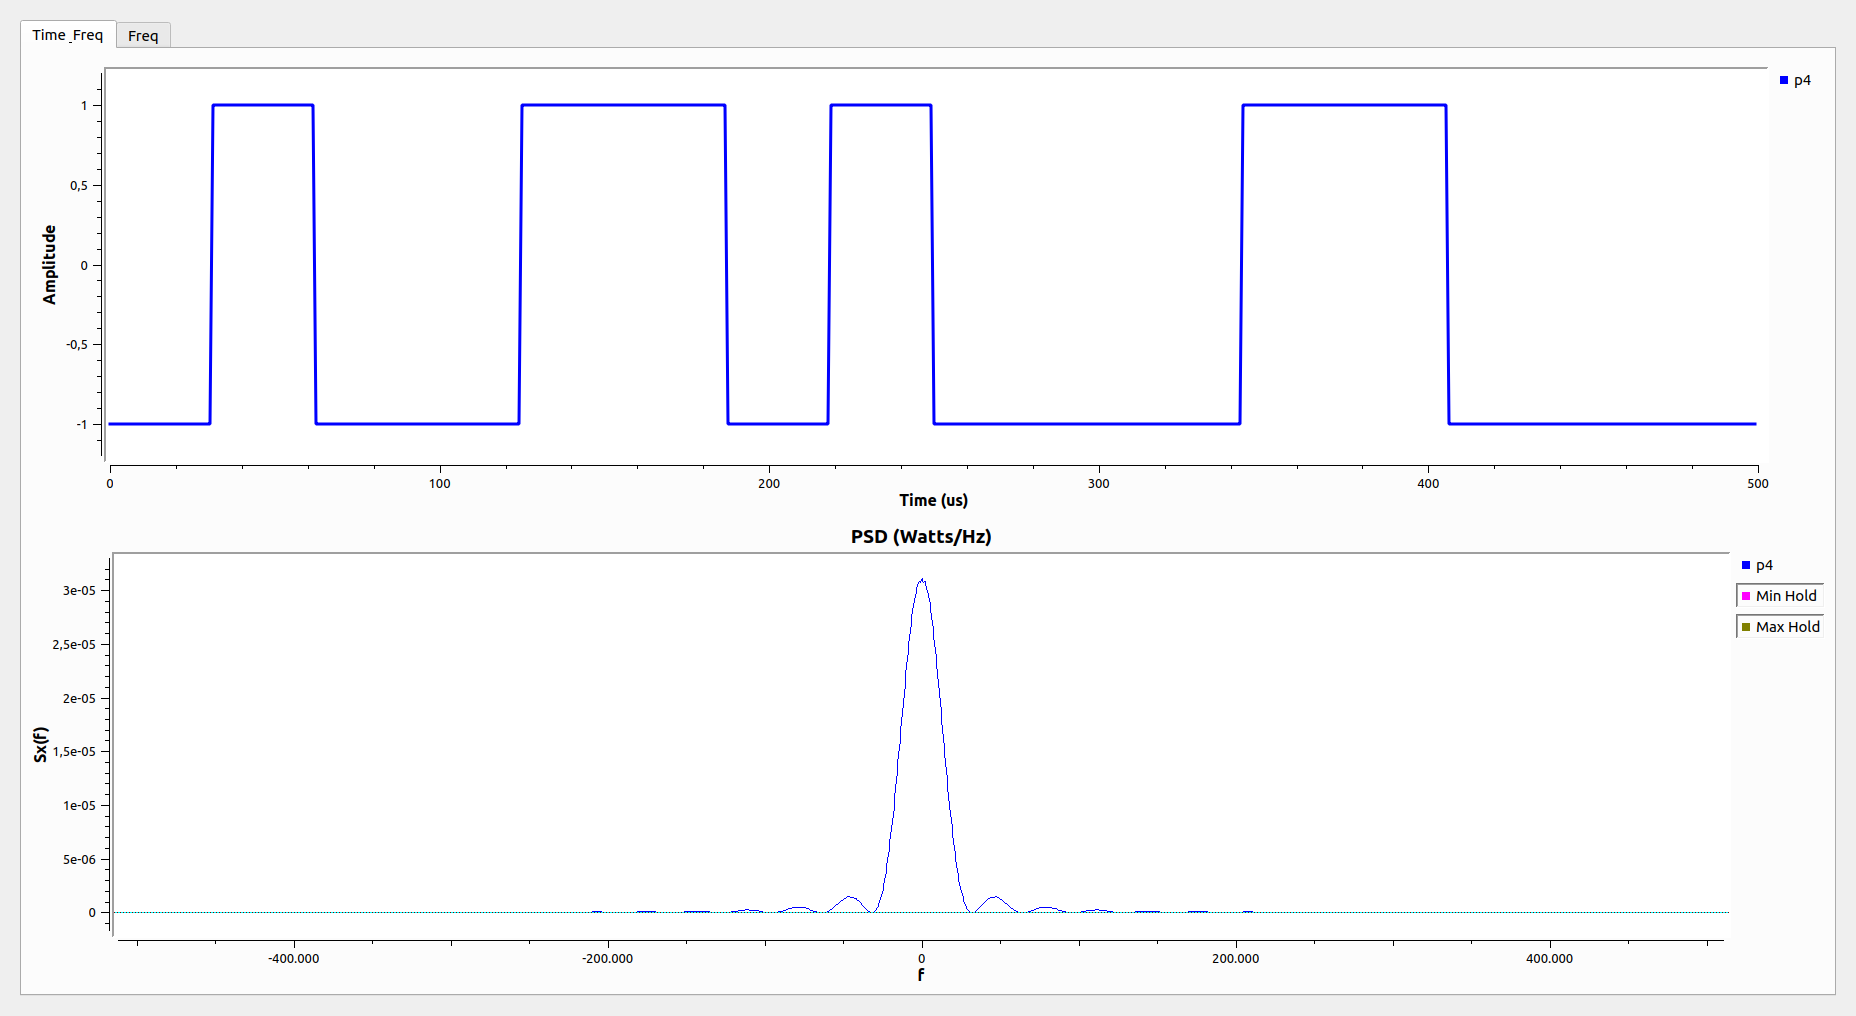 Time_Freq
Freq
p4
1
0,5
0
-0,5
-1
Amplitude
0
100
200
300
400
500
Time (us)
PSD (Watts/Hz)
p4
Min Hold
Max Hold
3e-05
2,5e-05
2e-05
1,5e-05
1e-05
5e-06
0
Sx(f)
-400.000
-200.000
0
200.000
400.000
f